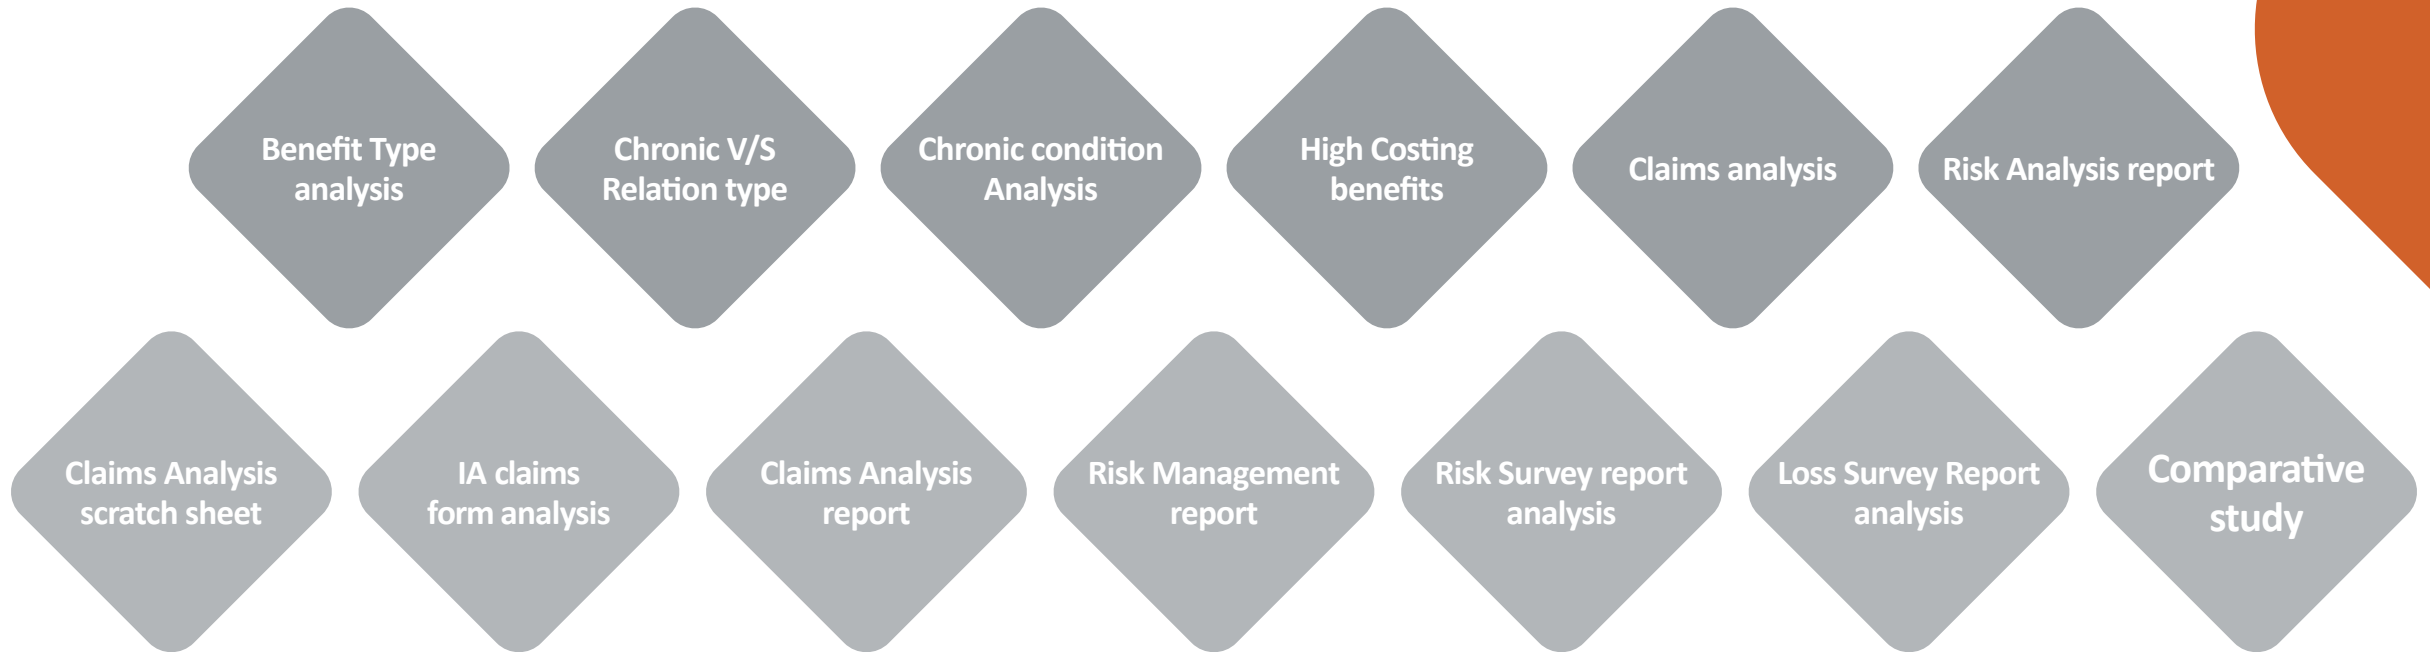 Benefit Type
analysis
Chronic V/S
Relation type
Chronic condition
Analysis
High Costing
benefits
Claims analysis
Risk Analysis report
Claims Analysis
scratch sheet
IA claims
form analysis
Claims Analysis
report
Risk Management
report
Risk Survey report
analysis
Loss Survey Report
analysis
Comparative
study